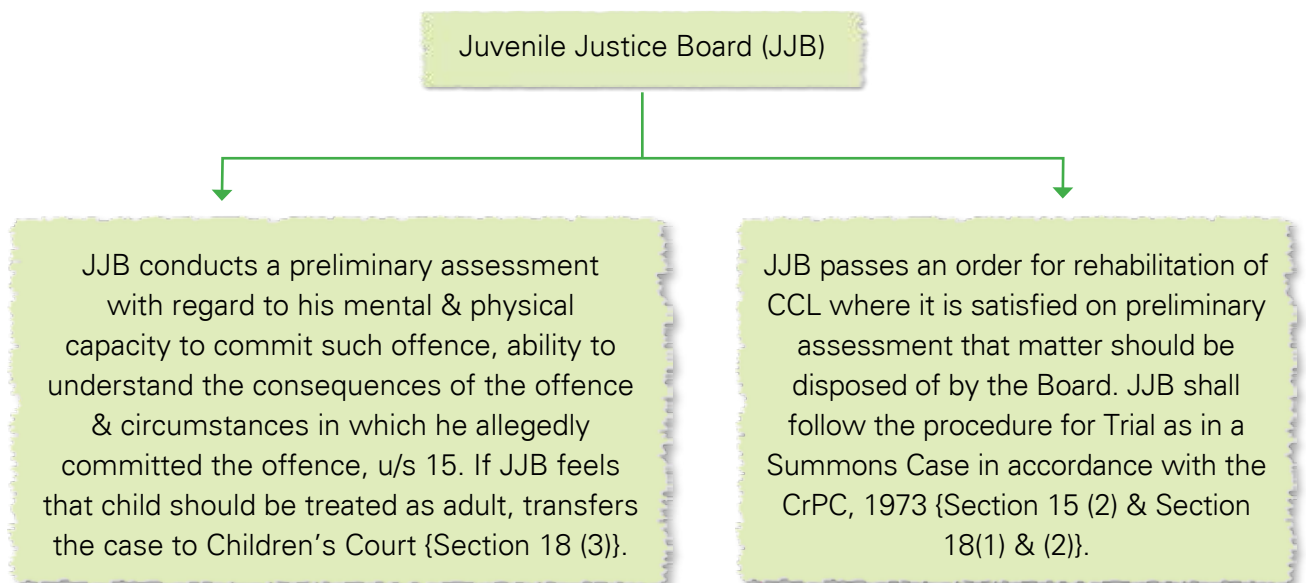 Juvenile Justice Board (JJB)
JJB conducts a preliminary assessment
with regard to his mental & physical
capacity to commit such offence, ability to
understand the consequences of the offence
& circumstances in which he allegedly
committed the offence, u/s 15. If JJB feels
that child should be treated as adult, transfers
the case to Children's Court {Section 18 (3)}.
JJB passes an order for rehabilitation of
CCL where it is satisfied on preliminary
assessment that matter should be
disposed of by the Board. JJB shall
follow the procedure for Trial as in a
Summons Case in accordance with the
CrPC, 1973 {Section 15 (2) & Section
18(1) & (2)}.